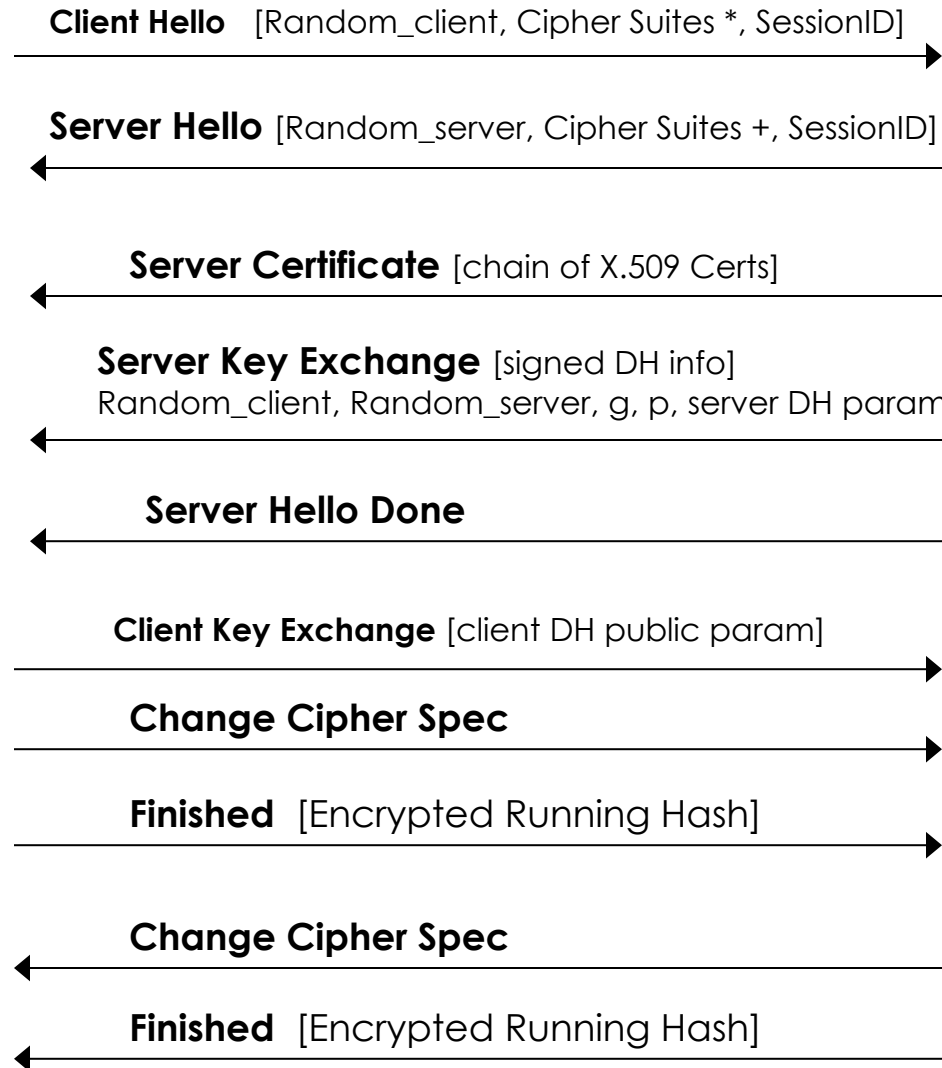 Client Hello [Random_client, Cipher Suites *, SessionID]
Server Hello [Random_server, Cipher Suites +, SessionID]
Server Certificate [chain of X.509 Certs]
Server Key Exchange [signed DH info]
Random_client, Random_server, g, p, server DH param
Server Hello Done
Client Key Exchange [client DH public param]
Change Cipher Spec
Finished [Encrypted Running Hash]
Change Cipher Spec
Finished [Encrypted Running Hash]